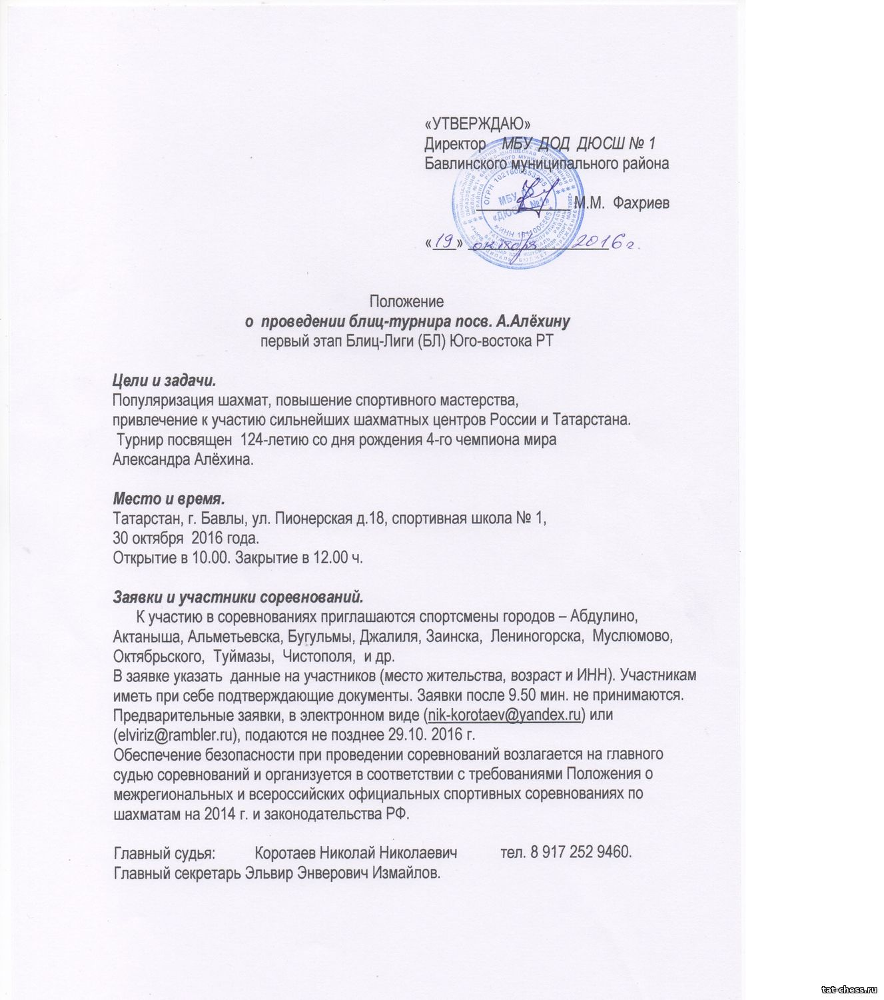 «УТВЕРЖДАЮ»
Директор МБУ ДОД ДЮСШ № 1
Бавлинского муниципального района
М.М. Фахриев
«19» октября 2016 г.
ОГРН 1021606353295
МБУ ДО
«ДЮСШ №1»
Положение
о проведении блиц-турнира посв. А.Алёхину
первый этап Блиц-Лиги (БЛ) Юго-востока РТ
Цели и задачи.
Популяризация шахмат, повышение спортивного мастерства,
привлечение к участию сильнейших шахматных центров России и Татарстана.
Турнир посвящен 124-летию со дня рождения 4-го чемпиона мира
Александра Алёхина.
Место и время.
Татарстан, г. Бавлы, ул. Пионерская д.18, спортивная школа № 1,
30 октября 2016 года.
Открытие в 10.00. Закрытие в 12.00 ч.
Заявки и участники соревнований.
К участию в соревнованиях приглашаются спортсмены городов – Абдулино,
Актаныша, Альметьевска, Бугульмы, Джалиля, Заинска, Лениногорска, Муслюмово,
Октябрьского, Туймазы, Чистополя, и др.
В заявке указать данные на участников (место жительства, возраст и ИНН). Участникам
иметь при себе подтверждающие документы. Заявки после 9.50 мин. не принимаются.
Предварительные заявки, в электронном виде (nik-korotaev@yandex.ru) или
(elviriz@rambler.ru), подаются не позднее 29.10. 2016 г.
Обеспечение безопасности при проведении соревнований возлагается на главного
судью соревнований и организуется в соответствии с требованиями Положения о
межрегиональных и всероссийских официальных спортивных соревнованиях по
шахматам на 2014 г. и законодательства РФ.
Главный судья: Коротаев Николай Николаевич тел. 8 917 252 9460.
Главный секретарь Эльвир Энверович Измайлов.
tat-chess.ru